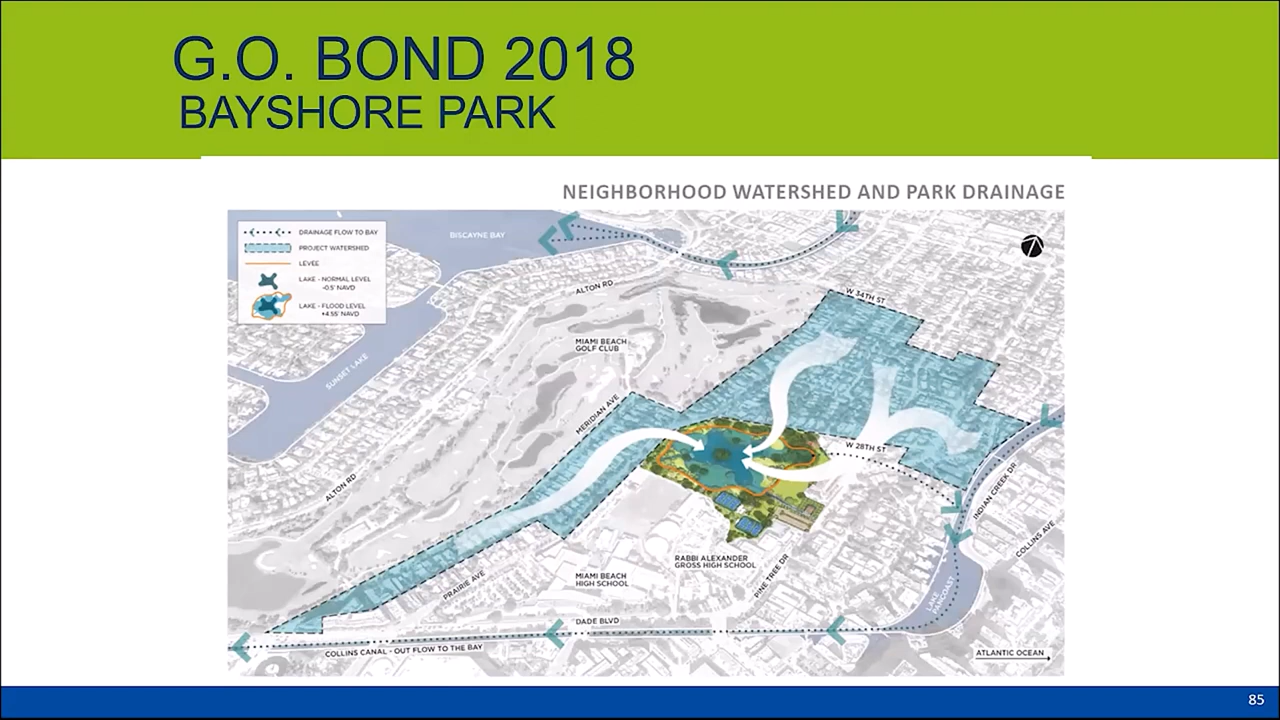 G.O. BOND 2018
BAYSHORE PARK
NEIGHBORHOOD WATERSHED AND PARK DRAINAGE
DRAINAGE FLOW TO BAY
PROJECT WATERSHED
LEVEE
LAKE - NORMAL LEVEL
-0.5' NAVD
LAKE - FLOOD LEVEL
+4.55' NAVD
BISCAYNE BAY
ALTON RD
W 34TH ST
MIAMI BEACH
GOLF CLUB
SUNSET LAKE
MERIDIAN AVE
W 28TH ST
ALTON RD
INDIAN CREEK DR
COLLINS AVE
RABBI ALEXANDER
GROSS HIGH SCHOOL
MIAMI BEACH
HIGH SCHOOL
PRAIRIE AVE
PINE TREE DR
LAKE
PANCOAST
DADE BLVD
COLLINS CANAL - OUT FLOW TO THE BAY
ATLANTIC OCEAN
85